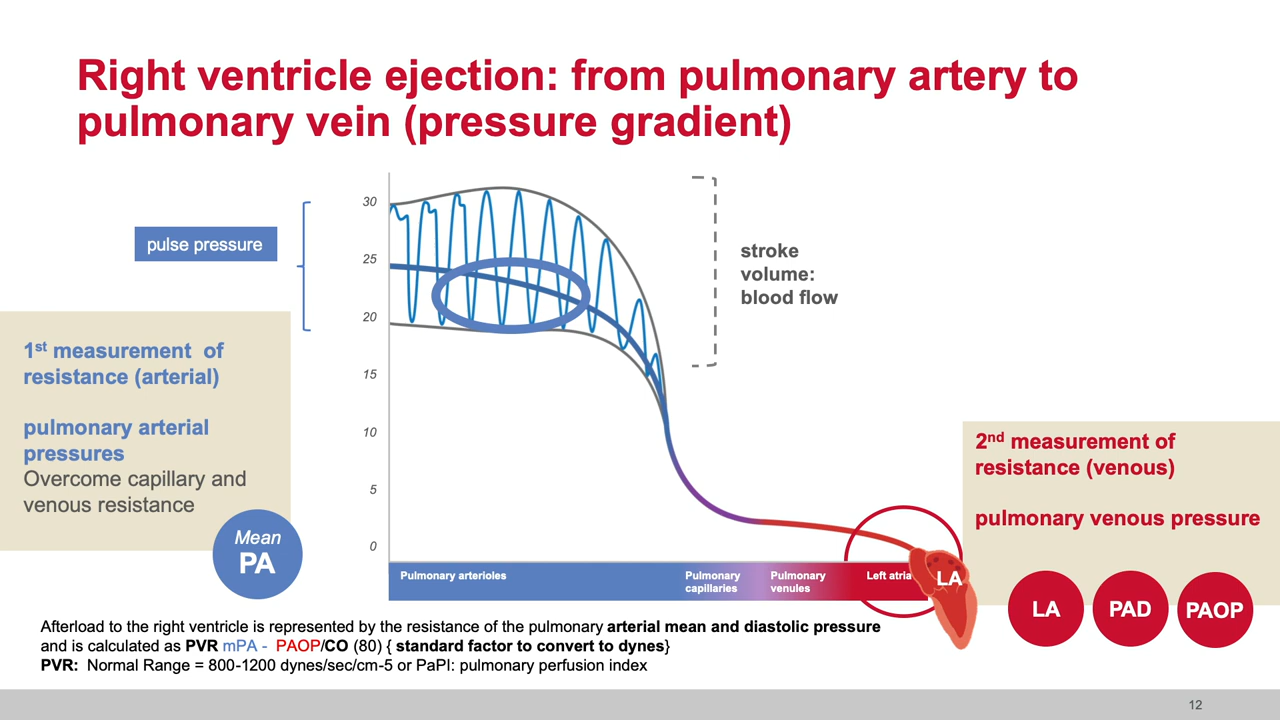 Right ventricle ejection: from pulmonary artery to
pulmonary vein (pressure gradient)
pulse pressure
30
25
20
15
10
5
0
stroke
volume:
blood flow
1st measurement of
resistance (arterial)
pulmonary arterial
pressures
Overcome capillary and
venous resistance
Mean
PA
2nd measurement of
resistance (venous)
pulmonary venous pressure
LA
PAD
PAOP
Pulmonary arterioles
Pulmonary
capillaries
Pulmonary
venules
Left atria
LA
Afterload to the right ventricle is represented by the resistance of the pulmonary arterial mean and diastolic pressure
and is calculated as PVR mPA - PAOP/CO (80) { standard factor to convert to dynes}
PVR: Normal Range = 800-1200 dynes/sec/cm-5 or PaPI: pulmonary perfusion index
12